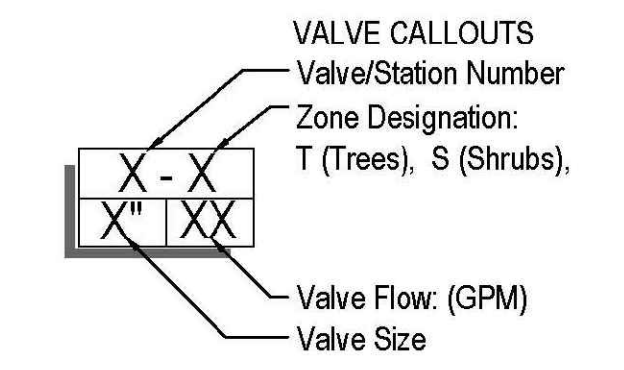 VALVE CALLOUTS
Valve/Station Number
Zone Designation:
T (Trees), S (Shrubs),
X - X
X" XX
Valve Flow: (GPM)
Valve Size